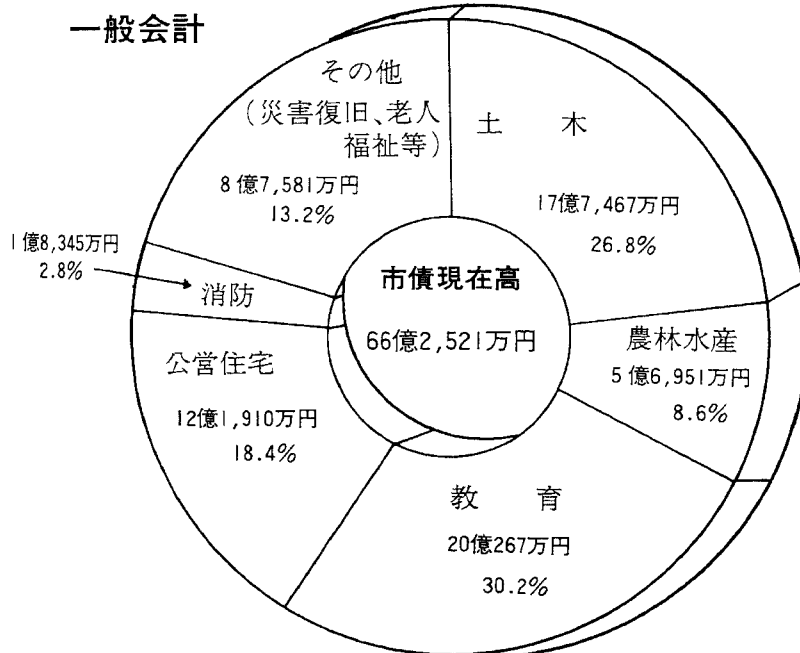 一般会計
その他
（災害復旧、老人
福祉等）
8億7,581万円
13.2%
土　木
17億7,467万円
26.8%
1億8,345万円
2.8%
消防
市債現在高
66億2,521万円
農林水産
5億6,951万円
8.6%
公営住宅
12億1,910万円
18.4%
教　育
20億267万円
30.2%